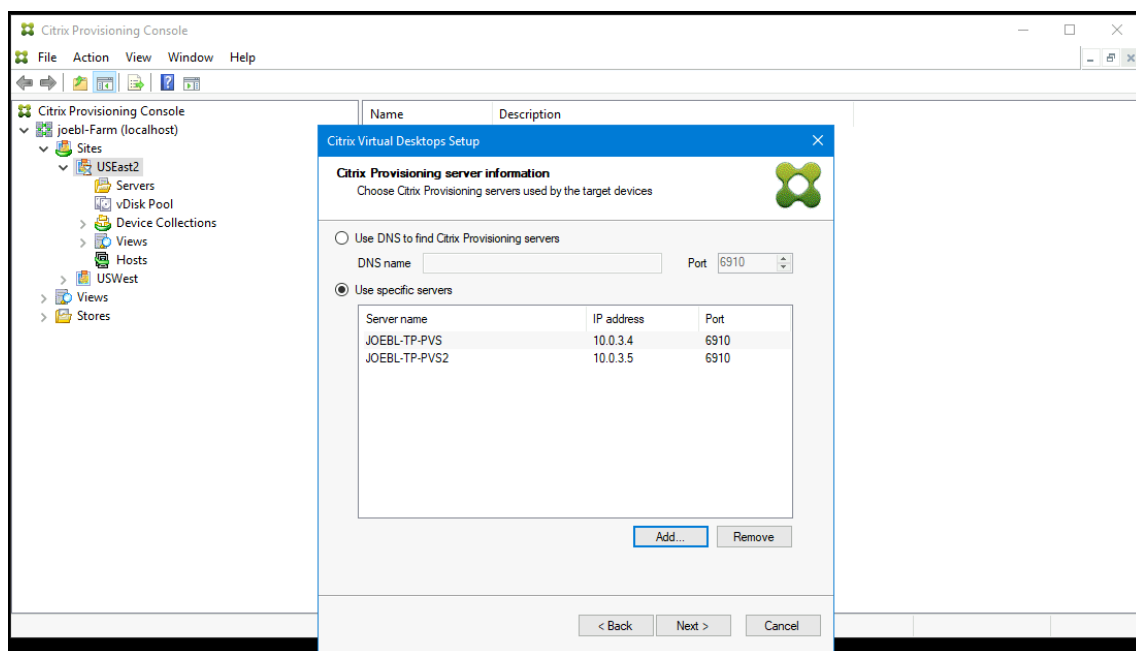 Citrix Provisioning Console
File Action View Window Help
Citrix Provisioning Console
joebl-Farm (localhost)
Sites
USEast2
Servers
vDisk Pool
Device Collections
Views
Hosts
USWest
Views
Stores
Name Description
Citrix Virtual Desktops Setup
Citrix Provisioning server information
Choose Citrix Provisioning servers used by the target devices
Use DNS to find Citrix Provisioning servers
DNS name Port 6910
Use specific servers
Server name IP address Port
JOEBL-TP-PVS 10.0.3.4 6910
JOEBL-TP-PVS2 10.0.3.5 6910
Add... Remove
< Back Next > Cancel